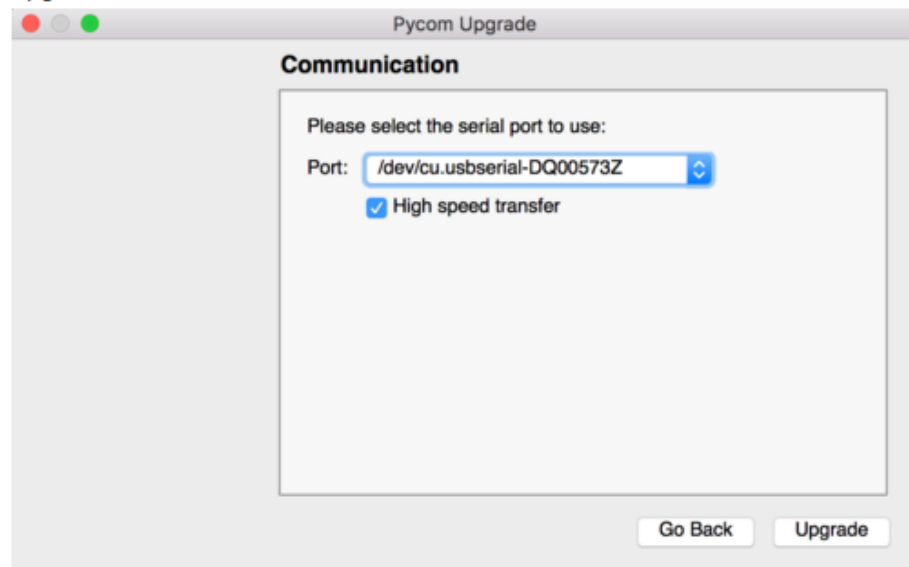 Pycom Upgrade
Communication
Please select the serial port to use:
Port: /dev/cu.usbserial-DQ00573Z
High speed transfer
Go Back Upgrade